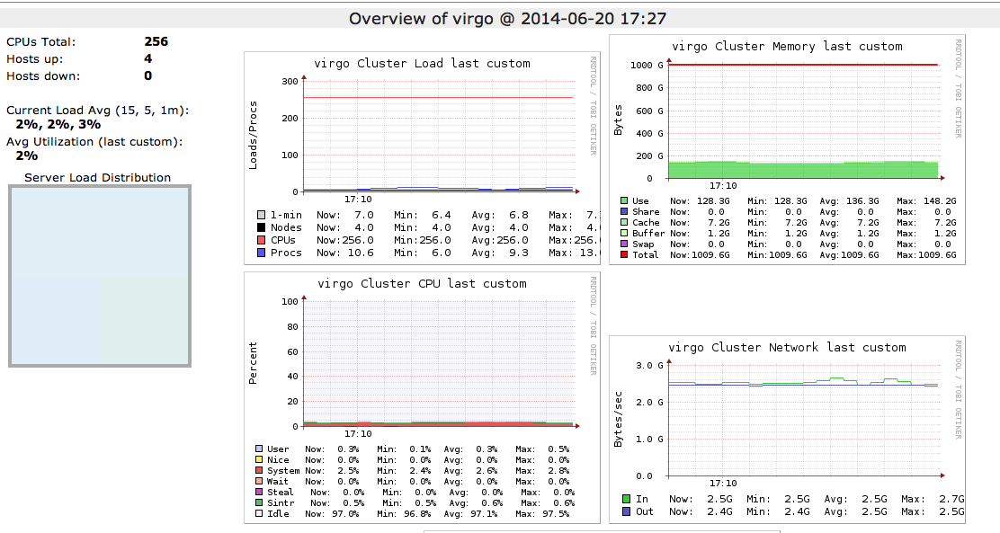 Overview of virgo @ 2014-06-20 17:27
CPUs Total: 256
Hosts up: 4
Hosts down: 0
Current Load Avg (15, 5, 1m):
2%, 2%, 3%
Avg Utilization (last custom):
2%
Server Load Distribution
virgo Cluster Load last custom
RRDTOOL / TOBI OETIKER
Loads/Procs
300
200
100
0
17:10
1-min Now: 7.0 Min: 6.4 Avg: 6.8 Max: 7.
Nodes Now: 4.0 Min: 4.0 Avg: 4.0 Max: 4.
CPUs Now:256.0 Min:256.0 Avg:256.0 Max:256.
Procs Now: 10.6 Min: 6.0 Avg: 9.3 Max: 13.
virgo Cluster Memory last custom
RRDTOOL / TOBI OETIKER
Bytes
1000 G
800 G
600 G
400 G
200 G
0
17:10
Use Now: 128.3G Min: 128.3G Avg: 136.3G Max: 148.2G
Share Now: 0.0 Min: 0.0 Avg: 0.0 Max: 0.0
Cache Now: 7.2G Min: 7.2G Avg: 7.2G Max: 7.2G
Buffer Now: 1.2G Min: 1.2G Avg: 1.2G Max: 1.2G
Swap Now: 0.0 Min: 0.0 Avg: 0.0 Max: 0.0
Total Now:1009.6G Min:1009.6G Avg:1009.6G Max:1009.6G
virgo Cluster CPU last custom
RRDTOOL / TOBI OETIKER
Percent
100
80
60
40
20
0
17:10
User Now: 0.3% Min: 0.1% Avg: 0.3% Max: 0.5%
Nice Now: 0.0% Min: 0.0% Avg: 0.0% Max: 0.0%
System Now: 2.5% Min: 2.4% Avg: 2.6% Max: 2.8%
Wait Now: 0.0% Min: 0.0% Avg: 0.0% Max: 0.0%
Steal Now: 0.0% Min: 0.0% Avg: 0.0% Max: 0.0%
Sintr Now: 0.5% Min: 0.5% Avg: 0.6% Max: 0.6%
Idle Now: 97.0% Min: 96.8% Avg: 97.1% Max: 97.5%
virgo Cluster Network last custom
RRDTOOL / TOBI OETIKER
Bytes/sec
3.0 G
2.0 G
1.0 G
0.0
17:10
In Now: 2.5G Min: 2.5G Avg: 2.5G Max: 2.7G
Out Now: 2.4G Min: 2.4G Avg: 2.5G Max: 2.5G